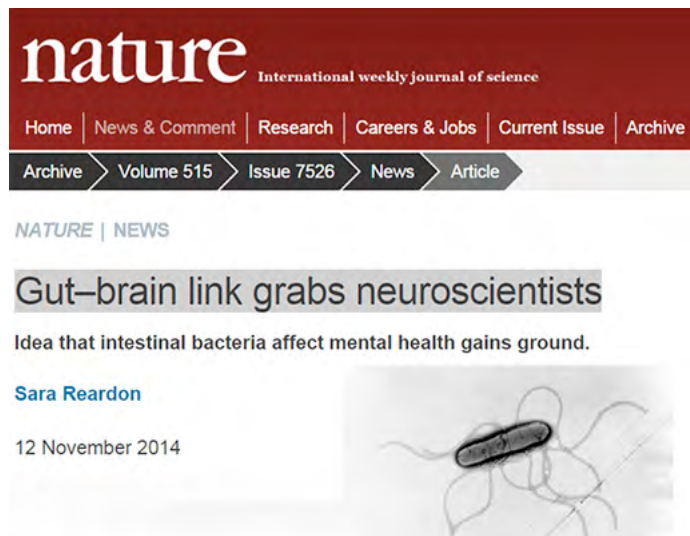 nature International weekly journal of science
Home News & Comment Research Careers & Jobs Current Issue Archive
Archive Volume 515 Issue 7526 News Article
NATURE | NEWS
Gut–brain link grabs neuroscientists
Idea that intestinal bacteria affect mental health gains ground.
Sara Reardon
12 November 2014